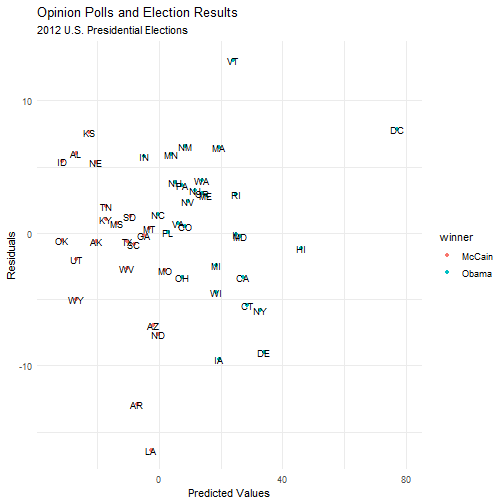 Opinion Polls and Election Results
2012 U.S. Presidential Elections
VT
DC
10
KS
NM
MA
AL
IN
MN
ID
NE
WA
PA
NJ
ME
RI
NV
TN
SD
NC
KY
MS
MT
VA
CO
0
GA
FL
MD
OK
AK
TX
SC
HI
UT
WV
MO
MI
OH
CA
WI
WY
CT
NY
AZ
ND
DE
IA
-10
AR
LA
Residuals
0
40
80
Predicted Values
winner
McCain
Obama